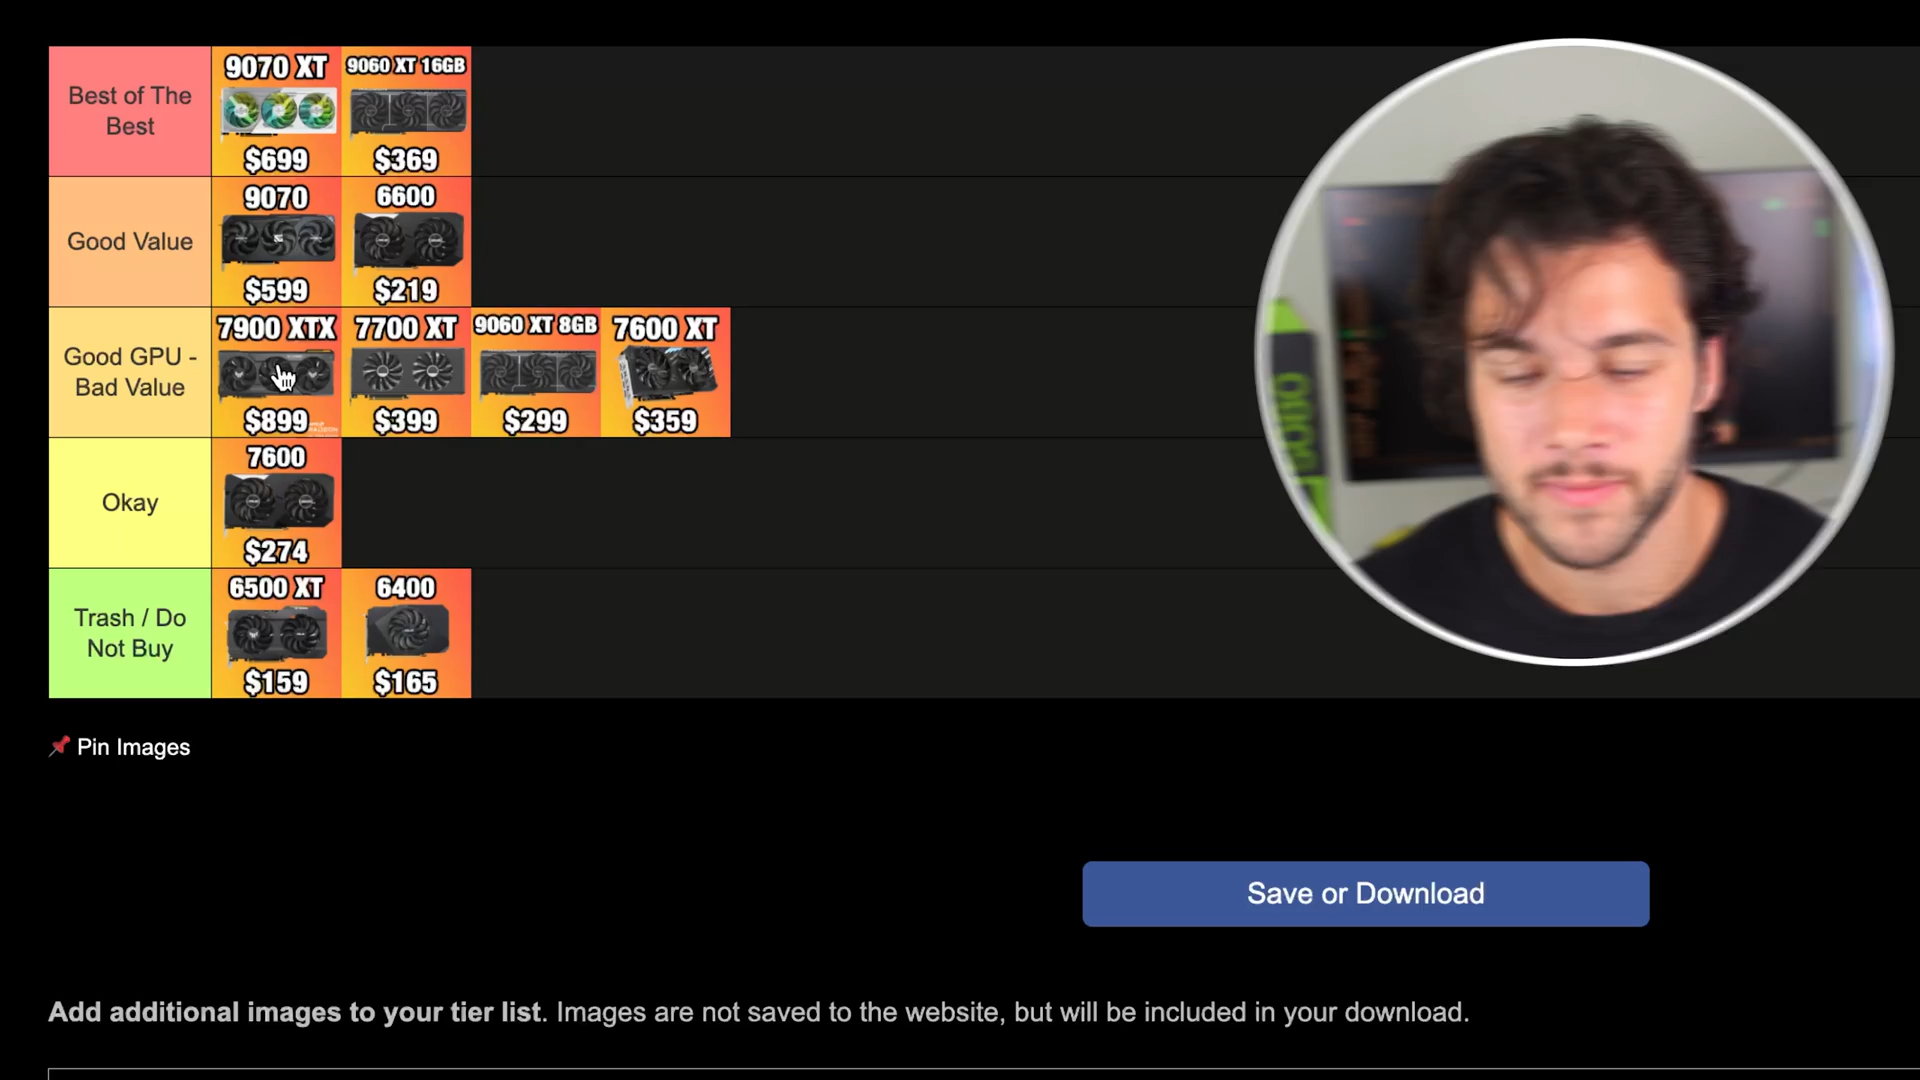 Best of The
Best
9070 XT
$699
9060 XT 16GB
$369
Good Value
9070
$599
6600
$219
Good GPU -
Bad Value
7900 XTX
$899
7700 XT
$399
9060 XT 8GB
$299
7600 XT
$359
Okay
7600
$274
Trash / Do
Not Buy
6500 XT
$159
6400
$165
5080
📌 Pin Images
Save or Download
Add additional images to your tier list. Images are not saved to the website, but will be included in your download.